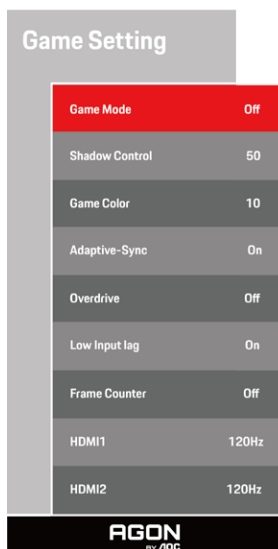 Game Setting
Game Mode Off
Shadow Control 50
Game Color 10
Adaptive-Sync On
Overdrive Off
Low Input lag On
Frame Counter Off
HDMI1 120Hz
HDMI2 120Hz
AGON
BY AOC